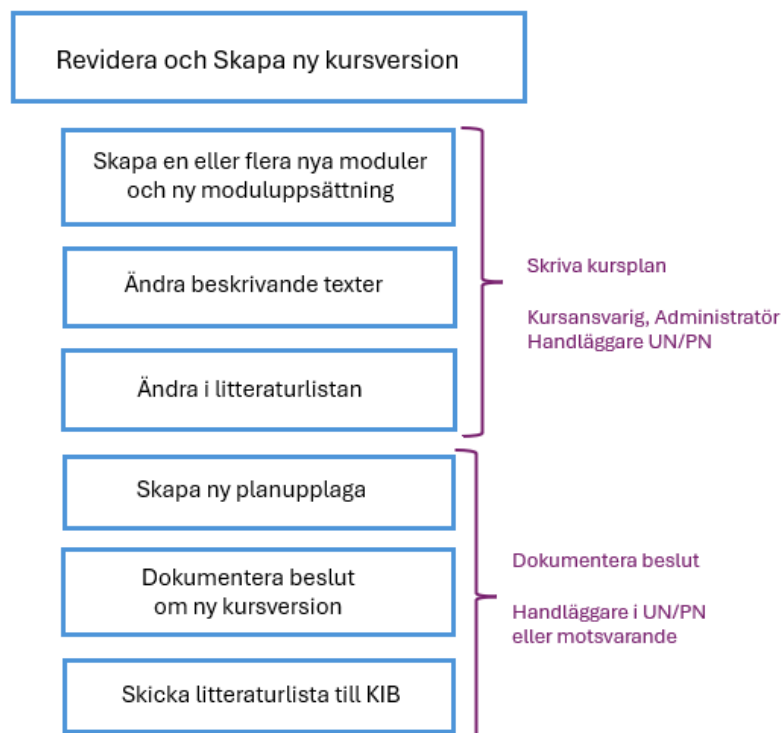 Revidera och Skapa ny kursversion
Skapa en eller flera nya moduler
och ny moduluppsättning
Ändra beskrivande texter
Ändra i litteraturlistan
Skriva kursplan
Kursansvarig, Administratör
Handläggare UN/PN
Skapa ny planupplaga
Dokumentera beslut
om ny kursversion
Skicka litteraturlista till KIB
Dokumentera beslut
Handläggare i UN/PN
eller motsvarande